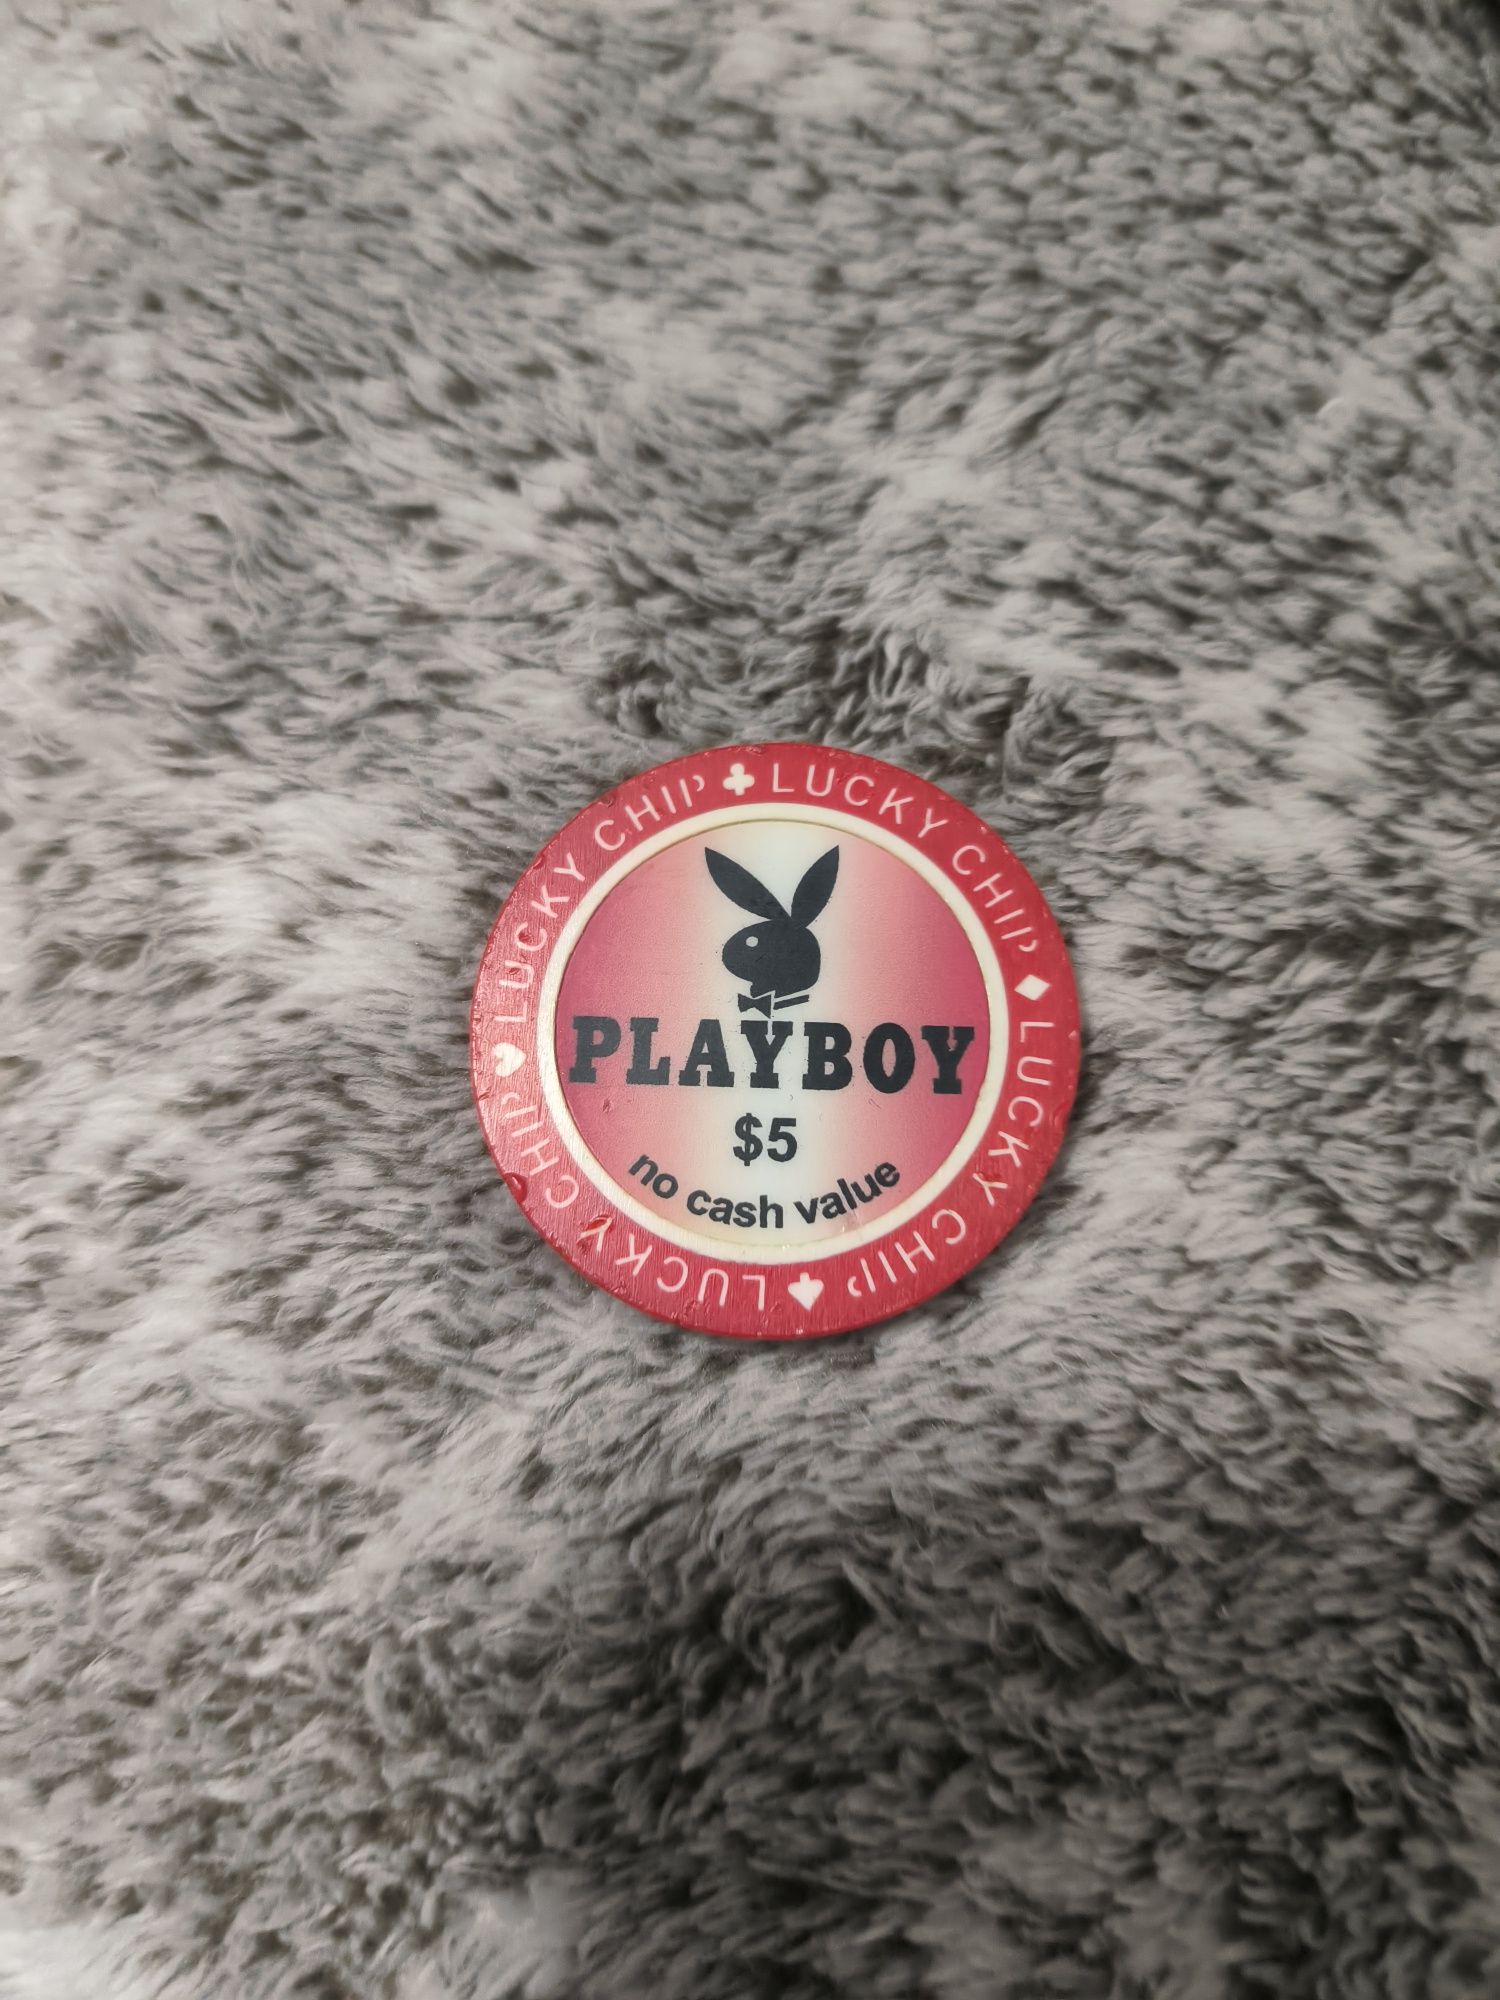 LUCKY CHIP ♣ LUCKY CHIP ♦ LUCKY CHIP ♠ LUCKY CHIP ♥
PLAYBOY
$5
no cash value